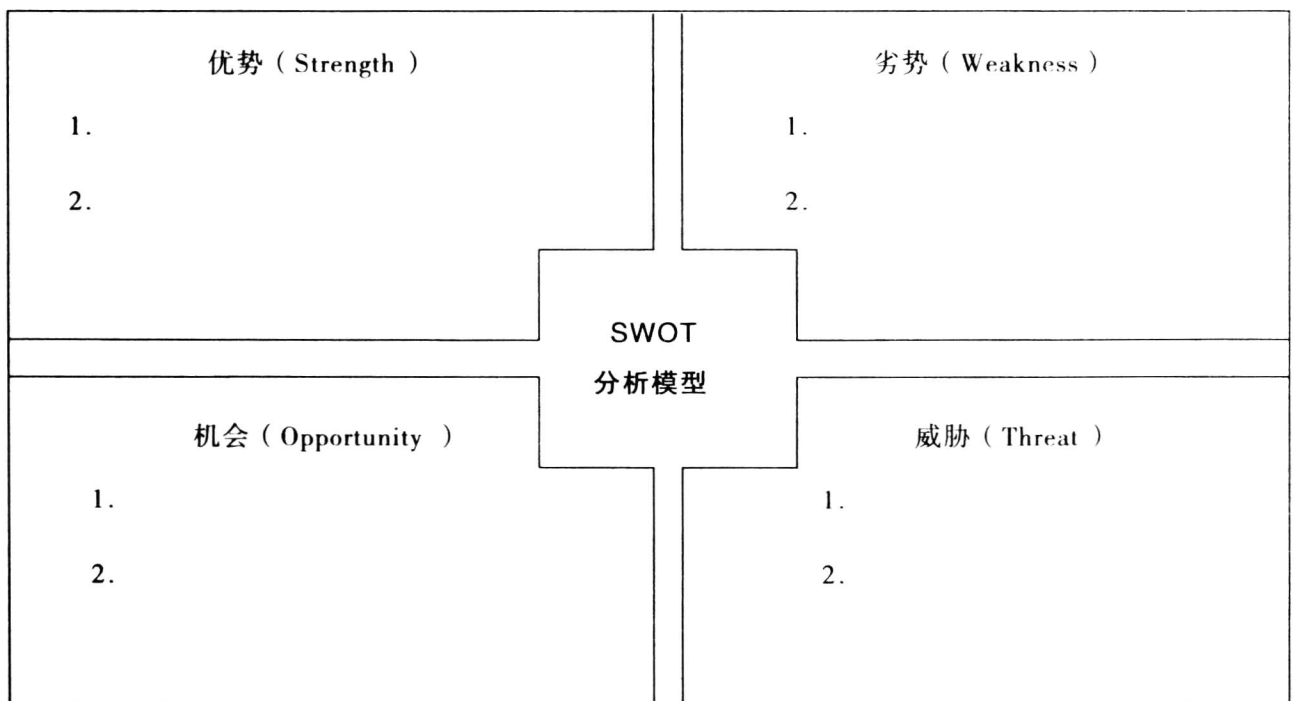 优势（Strength）
1.
2.
劣势（Weakness）
1.
2.
SWOT
分析模型
机会（Opportunity ）
1.
2.
威胁（Threat ）
1.
2.